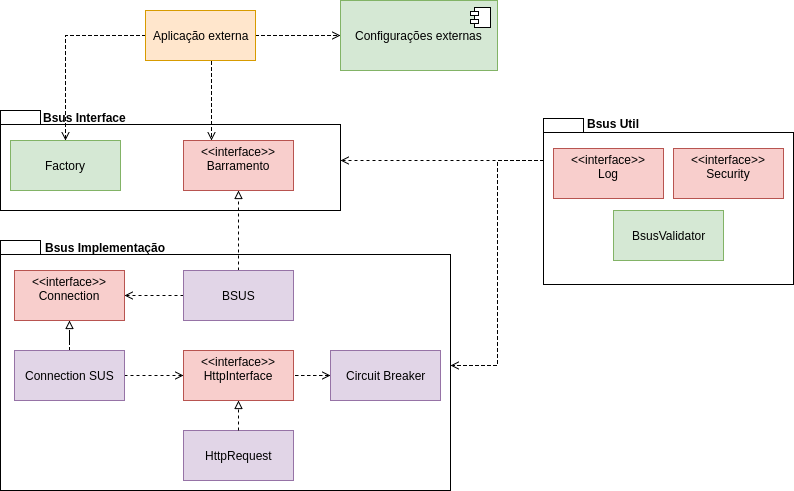 Aplicação externa
Configurações externas
Bsus Interface
Factory
<<interface>>
Barramento
Bsus Util
<<interface>>
Log
<<interface>>
Security
BsusValidator
Bsus Implementação
<<interface>>
Connection
BSUS
Connection SUS
<<interface>>
HttpInterface
Circuit Breaker
HttpRequest